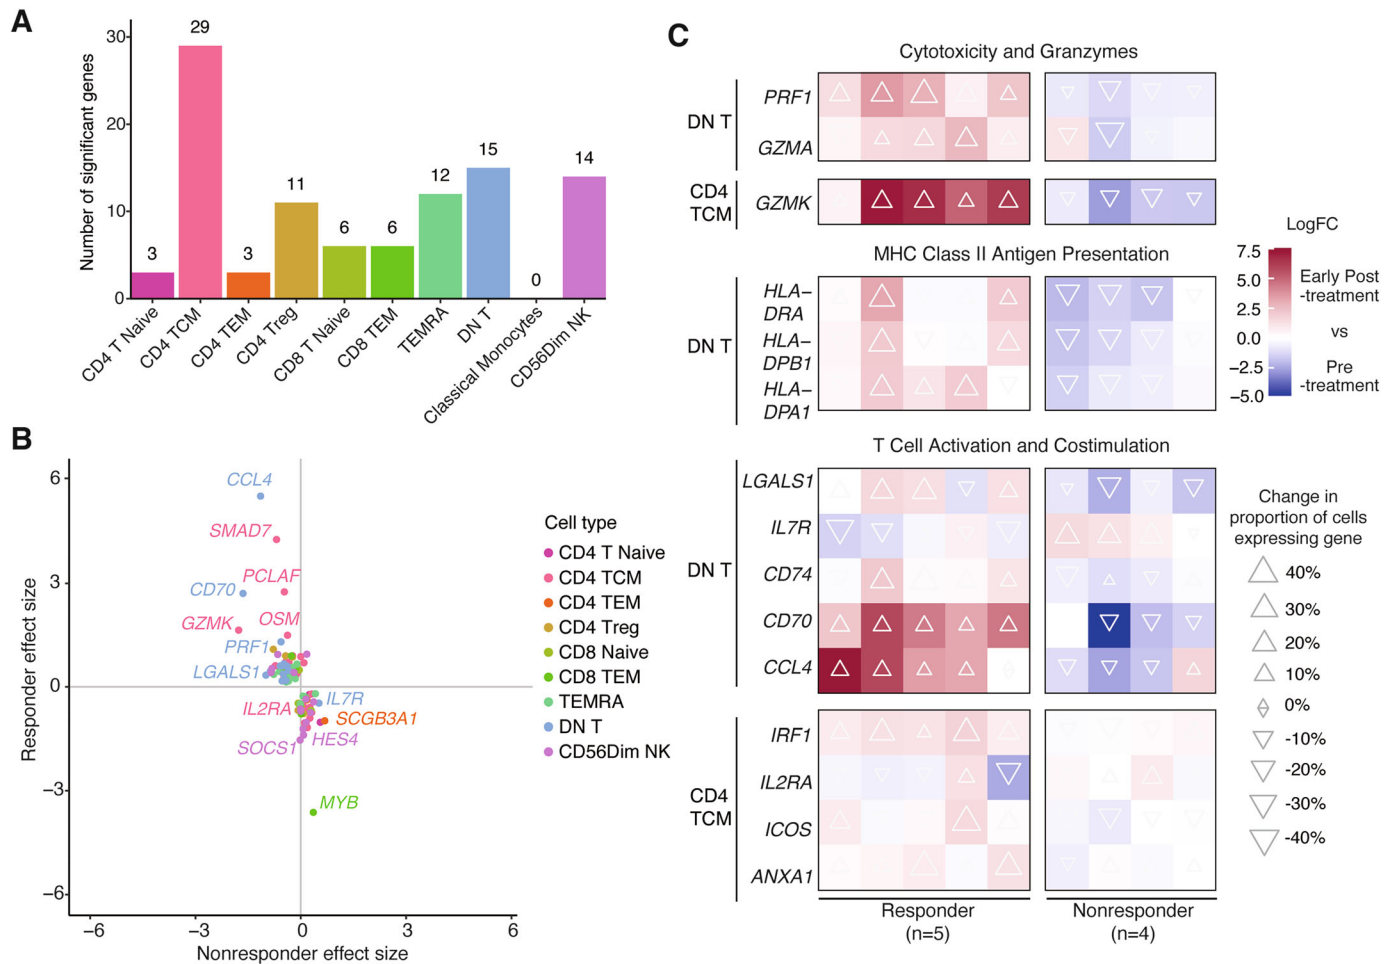 A
Number of significant genes
30
20
10
0
3
29
3
11
6
6
12
15
0
14
CD4 T Naive
CD4 TCM
CD4 TEM
CD4 Treg
CD8 T Naive
CD8 TEM
TEMRA
DN T
Classical Monocytes
CD56Dim NK
B
Responder effect size
6
3
0
−3
−6
−6
−3
0
3
6
Nonresponder effect size
CCL4
SMAD7
PCLAF
CD70
OSM
GZMK
PRF1
LGALS1
IL2RA
IL7R
SCGB3A1
HES4
SOCS1
MYB
Cell type
CD4 T Naive
CD4 TCM
CD4 TEM
CD4 Treg
CD8 Naive
CD8 TEM
TEMRA
DN T
CD56Dim NK
C
Cytotoxicity and Granzymes
DN T
PRF1
GZMA
CD4
TCM
GZMK
MHC Class II Antigen Presentation
DN T
HLA−
DRA
HLA−
DPB1
HLA−
DPA1
T Cell Activation and Costimulation
DN T
LGALS1
IL7R
CD74
CD70
CCL4
CD4
TCM
IRF1
IL2RA
ICOS
ANXA1
Responder
(n=5)
Nonresponder
(n=4)
LogFC
7.5
5.0
2.5
0.0
−2.5
−5.0
Early Post
-treatment
vs
Pre
-treatment
Change in
proportion of cells
expressing gene
40%
30%
20%
10%
0%
-10%
-20%
-30%
-40%